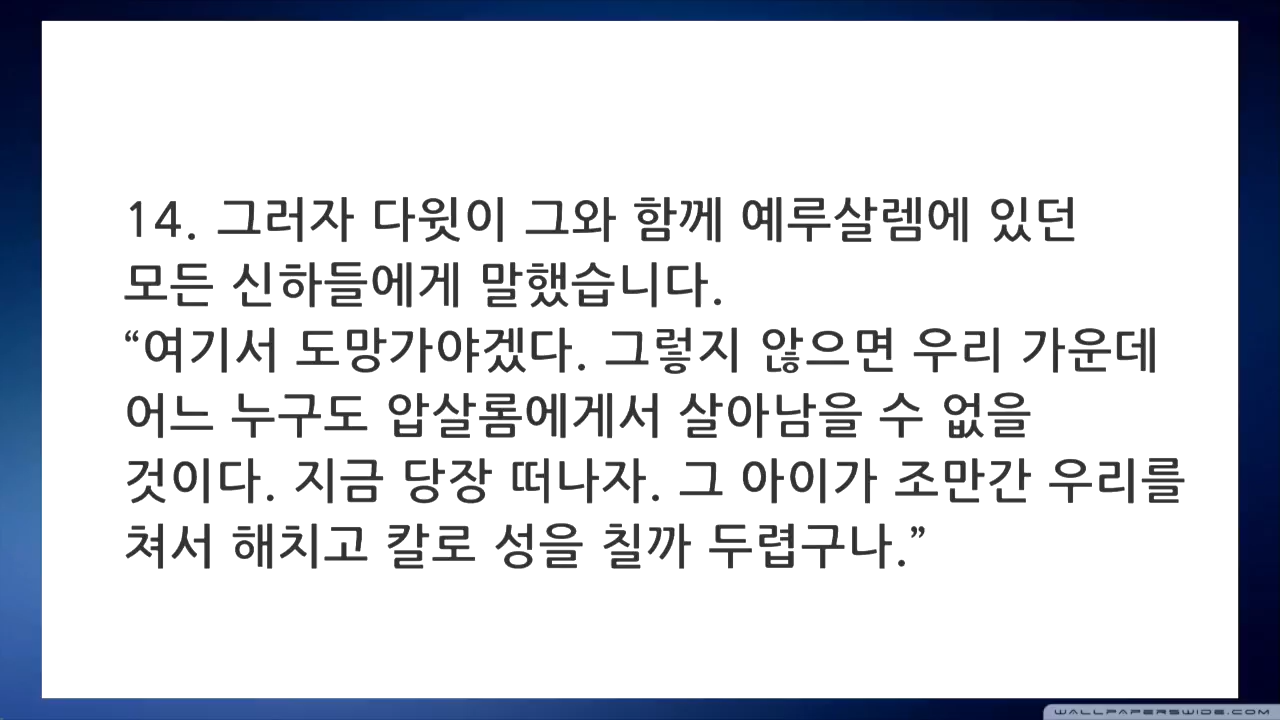 14. 그러자 다윗이 그와 함께 예루살렘에 있던
모든 신하들에게 말했습니다.
“여기서 도망가야겠다. 그렇지 않으면 우리 가운데
어느 누구도 압살롬에게서 살아남을 수 없을
것이다. 지금 당장 떠나자. 그 아이가 조만간 우리를
쳐서 해치고 칼로 성을 칠까 두렵구나.”
WALLPAPERSWIDE.COM